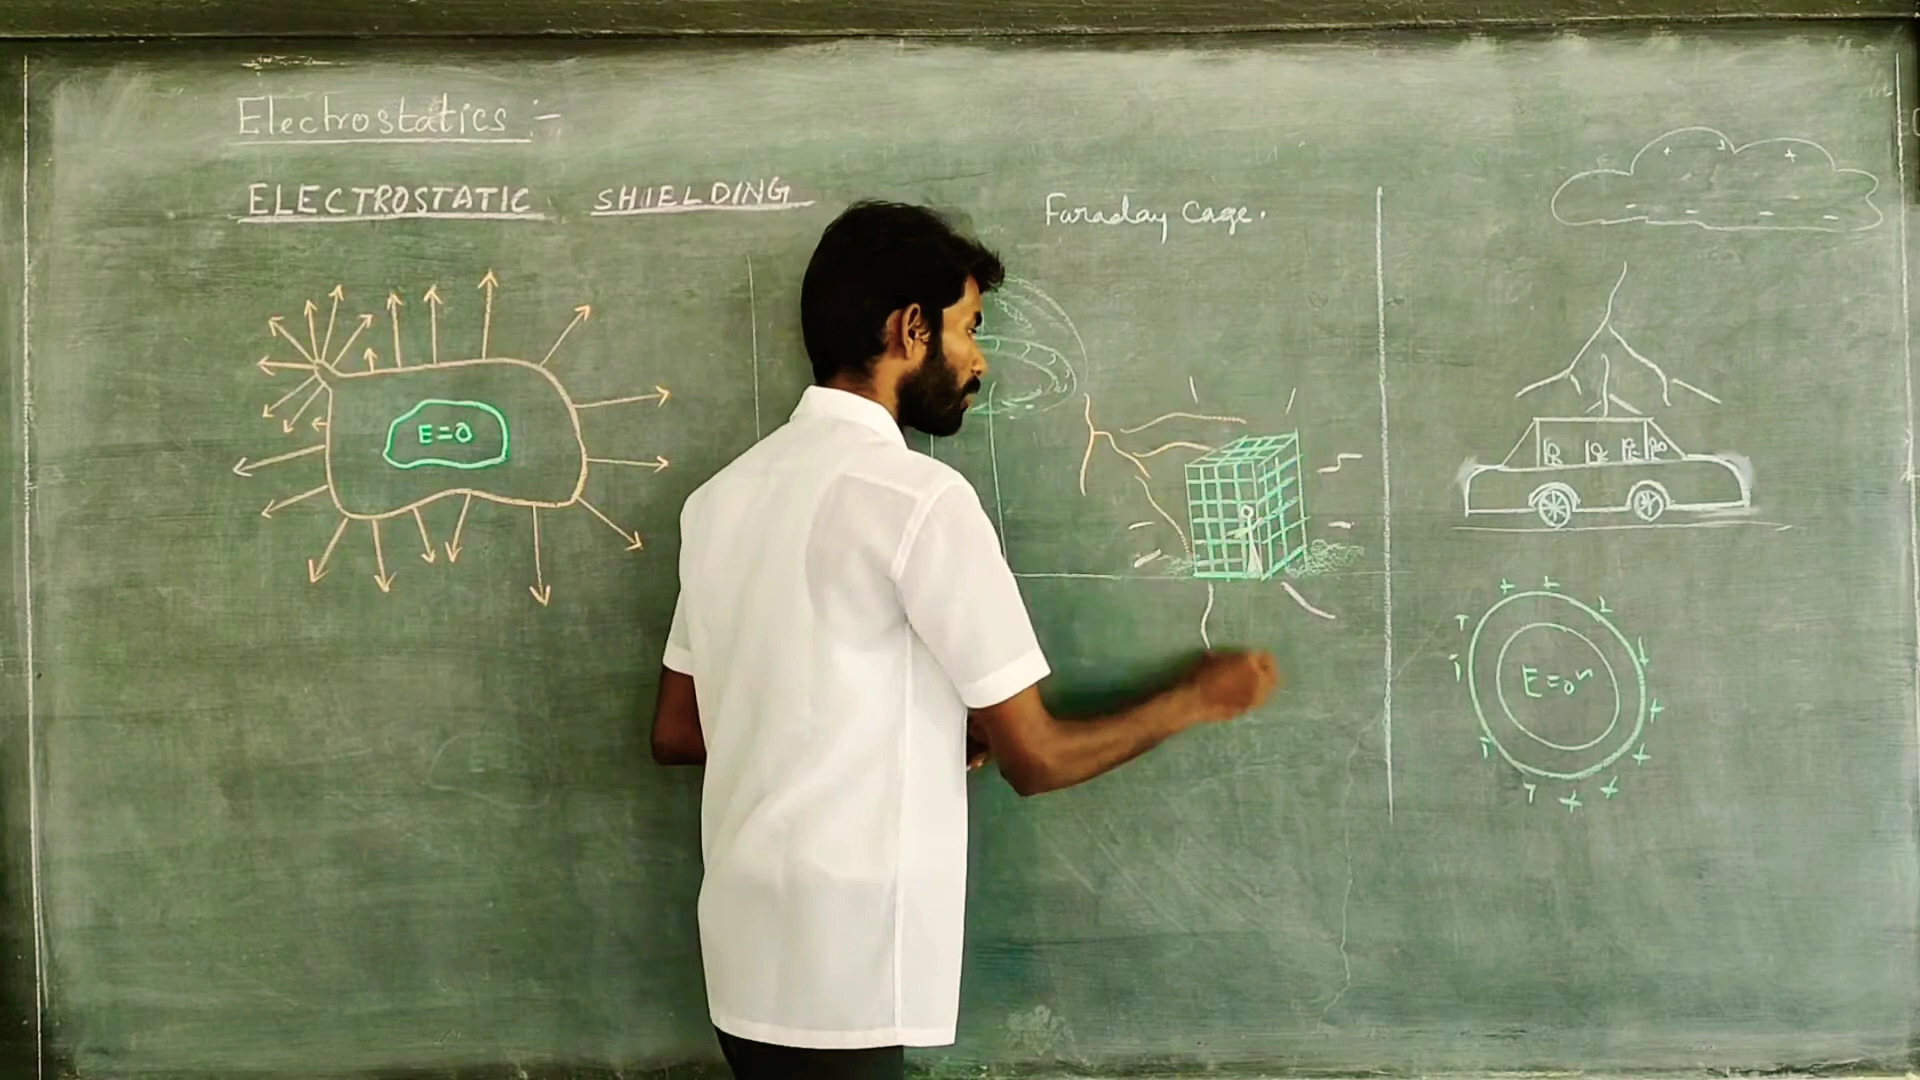 Electrostatics :-
ELECTROSTATIC SHIELDING
Faraday Cage.
E=0
E=0